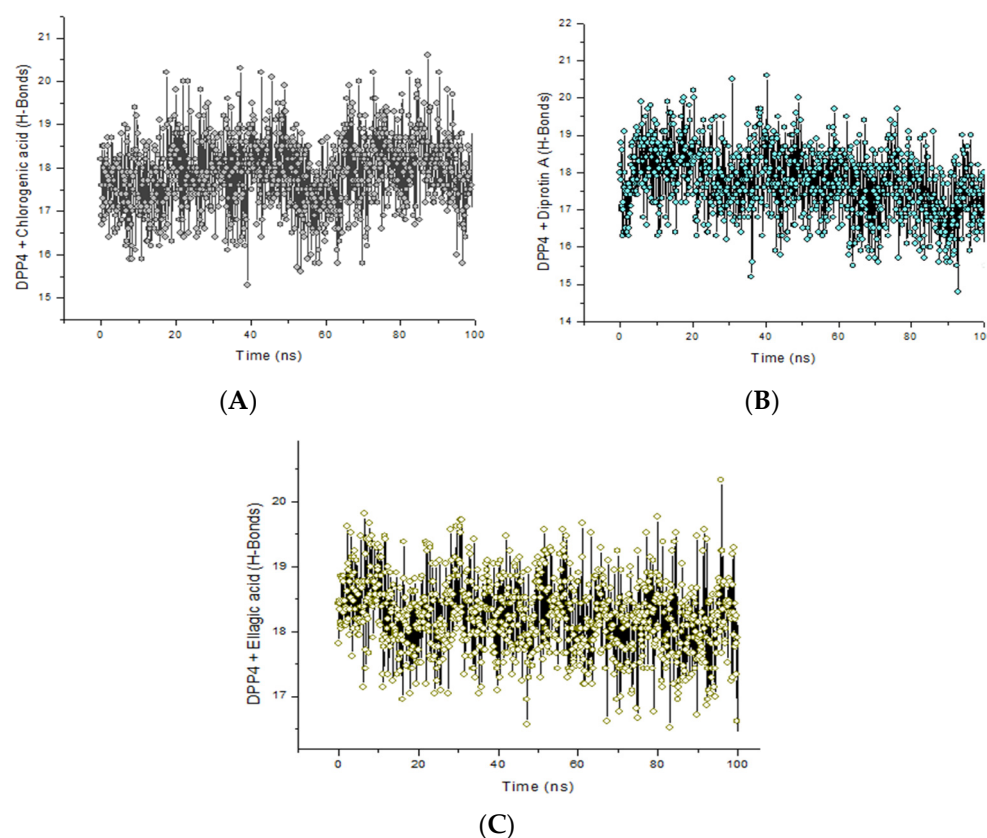 21
20
19
18
17
16
15
DPP4 + Chlorogenic acid (H-Bonds)
0 20 40 60 80 100
Time (ns)
(A)
22
21
20
19
18
17
16
15
14
DPP4 + Diprotin A (H-Bonds)
0 20 40 60 80 100
Time (ns)
(B)
20
19
18
17
DPP4 + Ellagic acid (H-Bonds)
0 20 40 60 80 100
Time (ns)
(C)